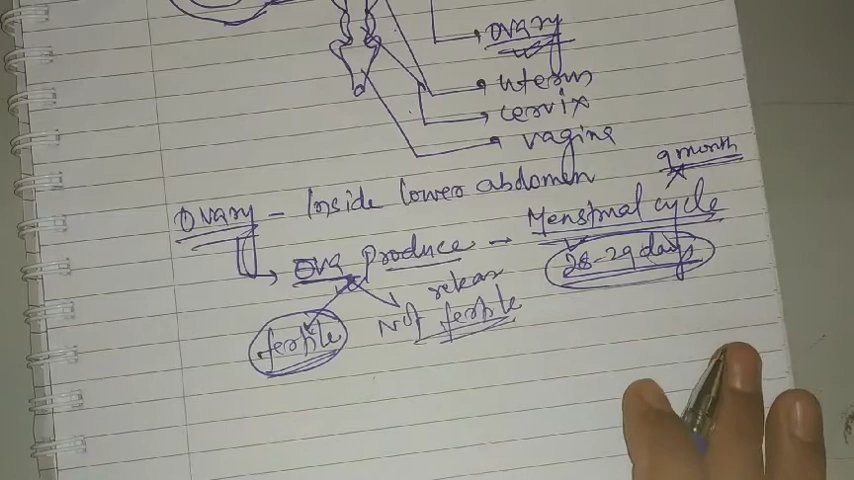 ovary
uterus
cervix
vagina
9 month
Ovary - Inside lower abdomen
Ova Produce → Menstrual cycle
28-29 days
fertile Not fertile